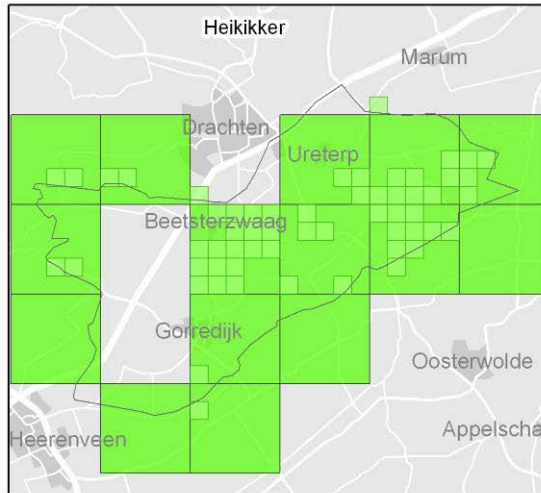 Heikikker
Marum
Drachten
Ureterp
Beetsterzwaag
Gorredijk
Oosterwolde
Heerenveen
Appelscha